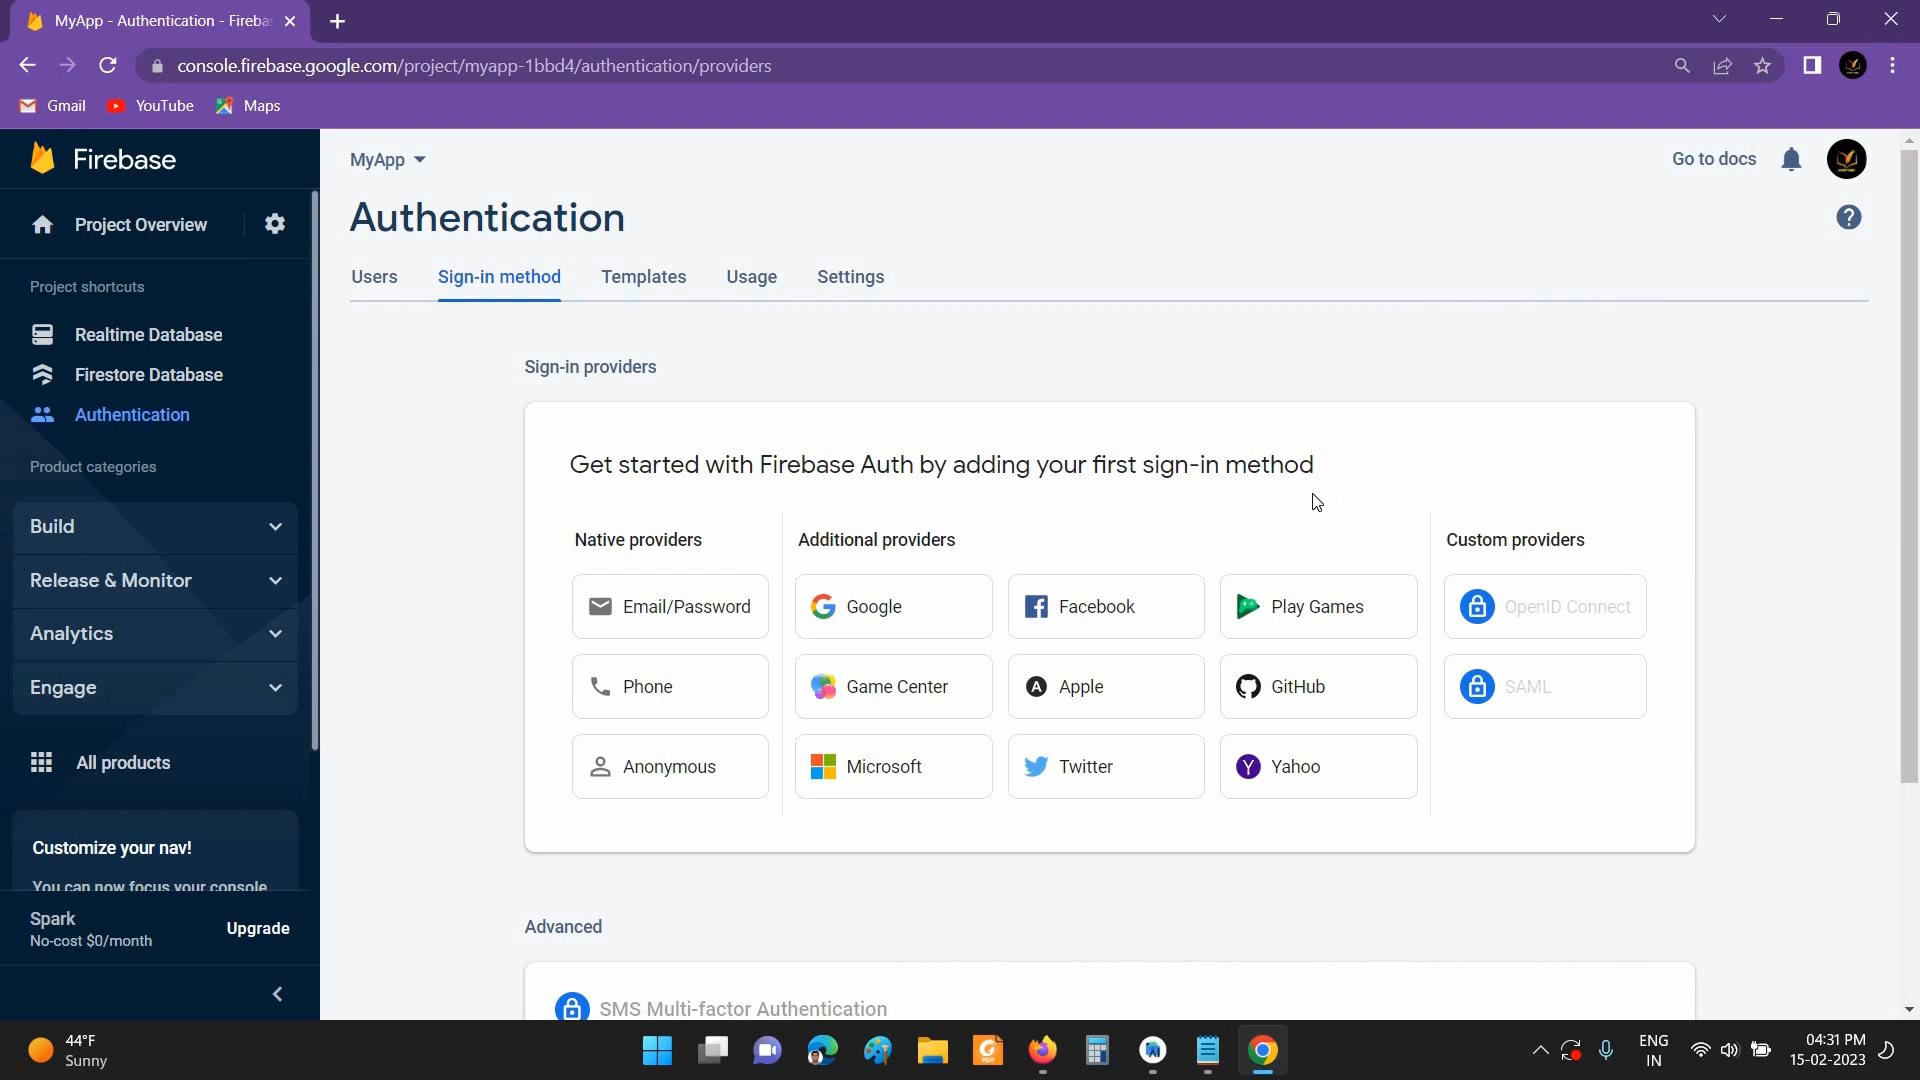 MyApp - Authentication - Fireba
console.firebase.google.com/project/myapp-1bbd4/authentication/providers
Gmail
YouTube
Maps
Firebase
Project Overview
Project shortcuts
Realtime Database
Firestore Database
Authentication
Product categories
Build
Release & Monitor
Analytics
Engage
All products
Customize your nav!
You can now focus your console
Spark
No-cost $0/month
Upgrade
MyApp
Go to docs
Authentication
Users
Sign-in method
Templates
Usage
Settings
Sign-in providers
Get started with Firebase Auth by adding your first sign-in method
Native providers
Additional providers
Custom providers
Email/Password
Google
Facebook
Play Games
OpenID Connect
Phone
Game Center
Apple
GitHub
SAML
Anonymous
Microsoft
Twitter
Yahoo
Advanced
SMS Multi-factor Authentication
44°F
Sunny
ENG
IN
04:31 PM
15-02-2023